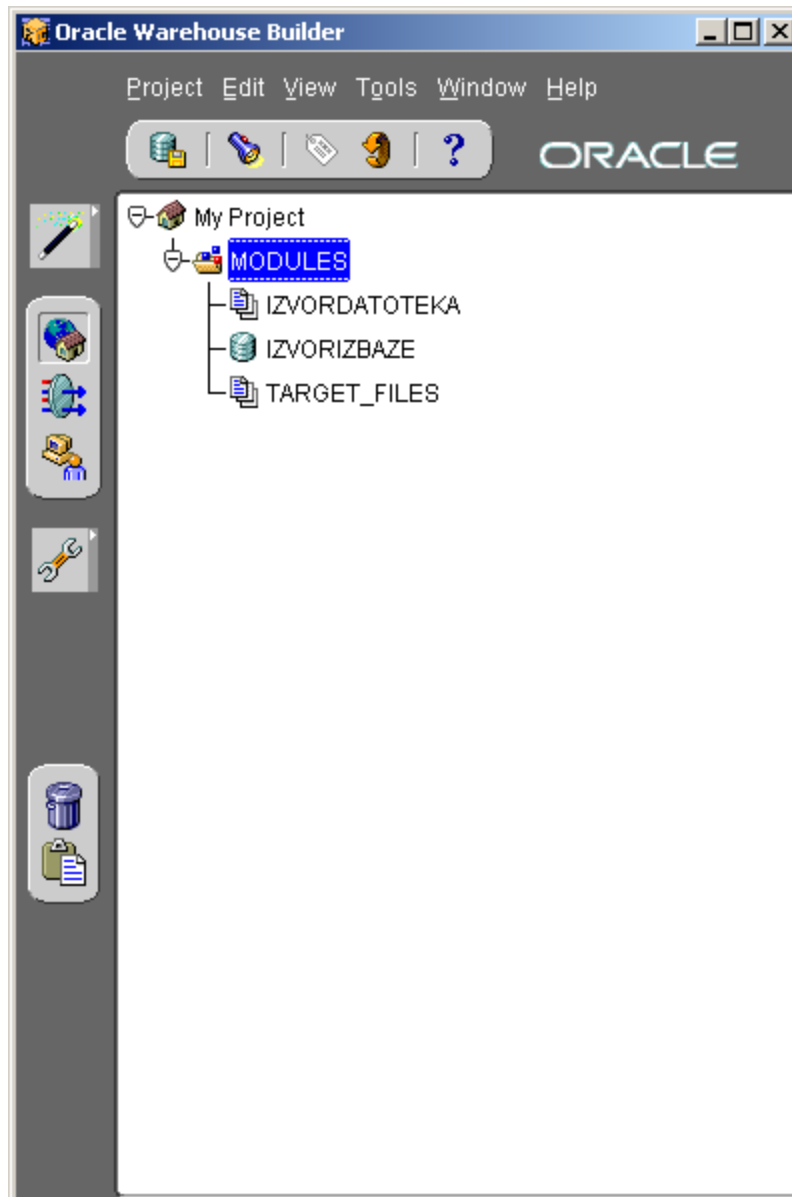 Oracle Warehouse Builder
Project Edit View Tools Window Help
ORACLE
My Project
MODULES
IZVORDATOTEKA
IZVORIZBAZE
TARGET_FILES